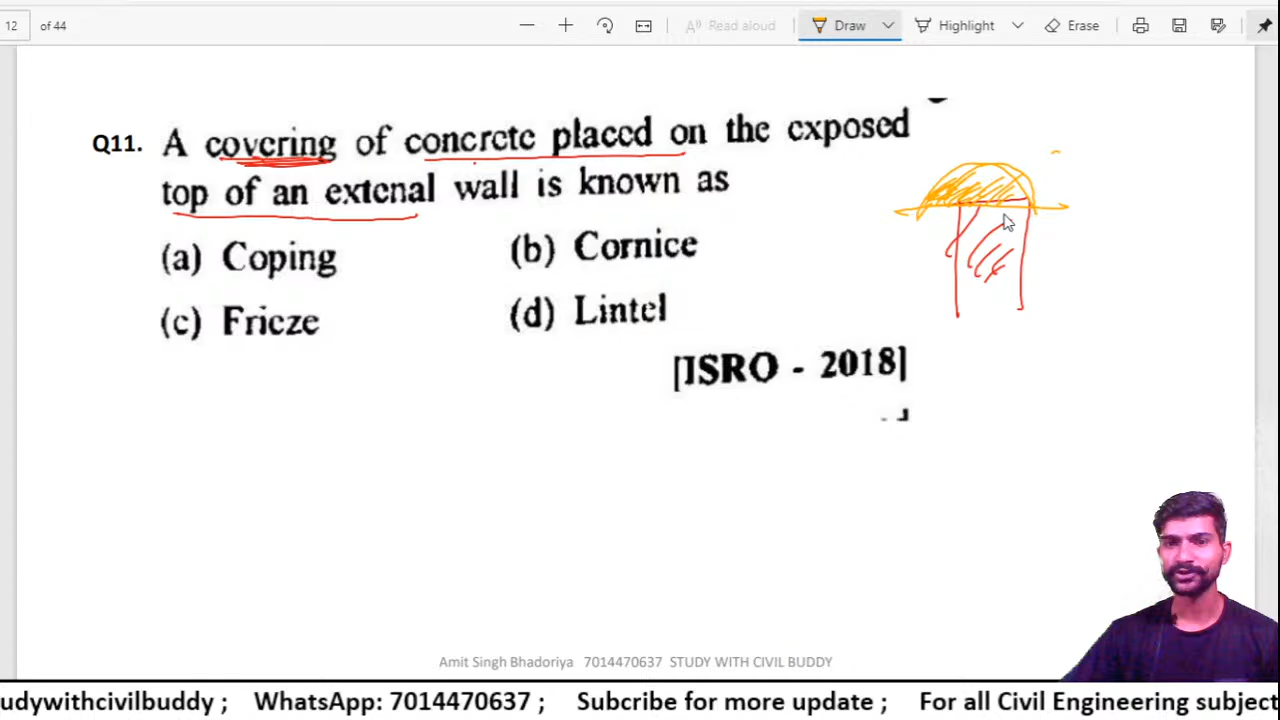 12 of 44 Read aloud Draw Highlight Erase
Q11. A covering of concrete placed on the exposed
top of an extenal wall is known as
(a) Coping (b) Cornice
(c) Frieze (d) Lintel
[ISRO - 2018]
Amit Singh Bhadoriya 7014470637 STUDY WITH CIVIL BUDDY
udywithcivilbuddy ; WhatsApp: 7014470637 ; Subcribe for more update ; For all Civil Engineering subject